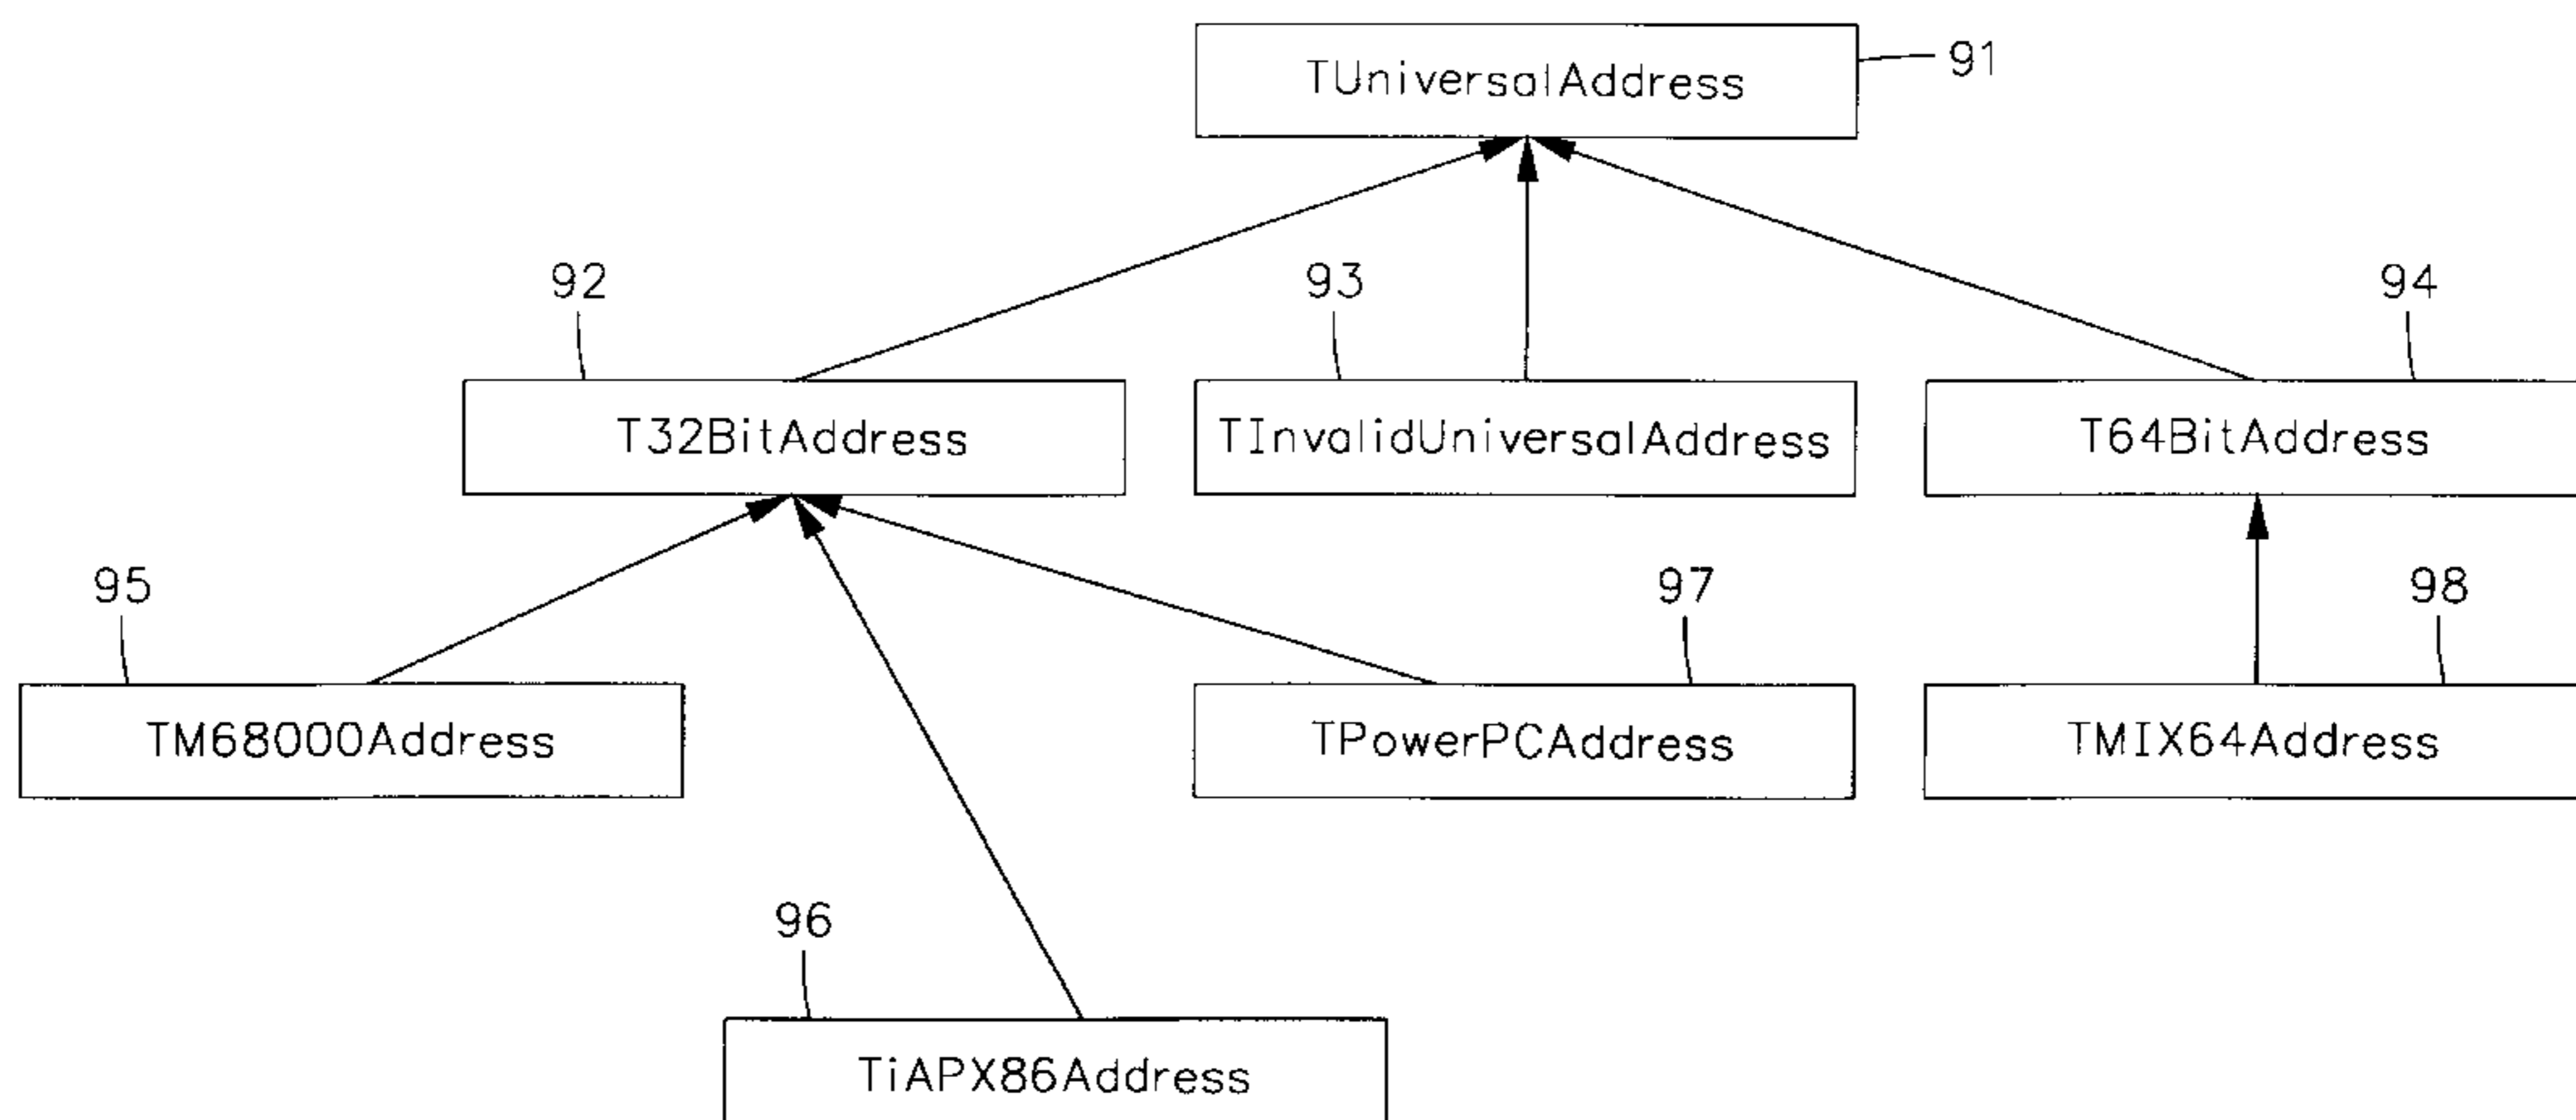 TUniversalAddress
91
92
93
94
T32BitAddress
TInvalidUniversalAddress
T64BitAddress
95
97
98
TM68000Address
TPowerPCAddress
TMIX64Address
96
TiAPX86Address